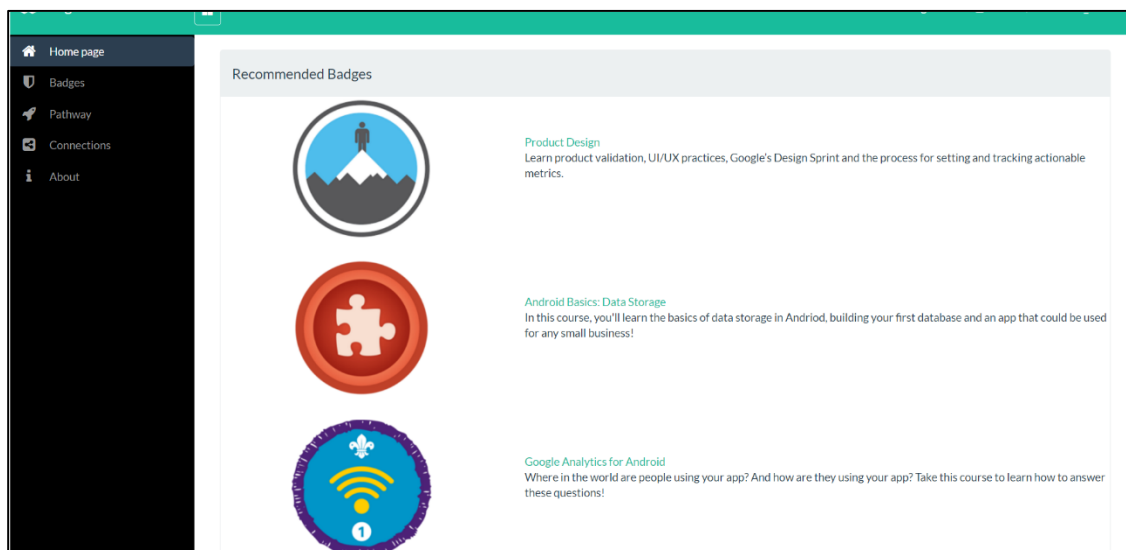 Home page
Badges
Pathway
Connections
About
Recommended Badges
Product Design
Learn product validation, UI/UX practices, Google's Design Sprint and the process for setting and tracking actionable
metrics.
Android Basics: Data Storage
In this course, you'll learn the basics of data storage in Andriod, building your first database and an app that could be used
for any small business!
Google Analytics for Android
Where in the world are people using your app? And how are they using your app? Take this course to learn how to answer
these questions!
1